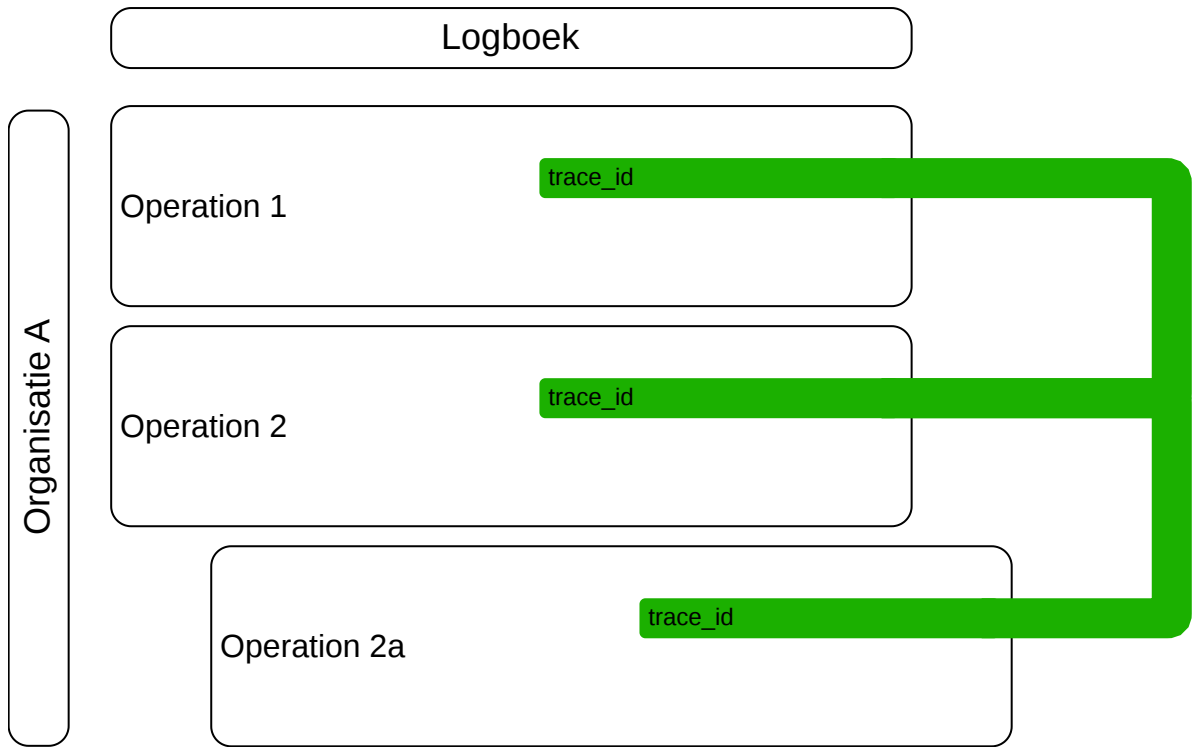 Logboek
Organisatie A
Operation 1
trace_id
Operation 2
trace_id
Operation 2a
trace_id